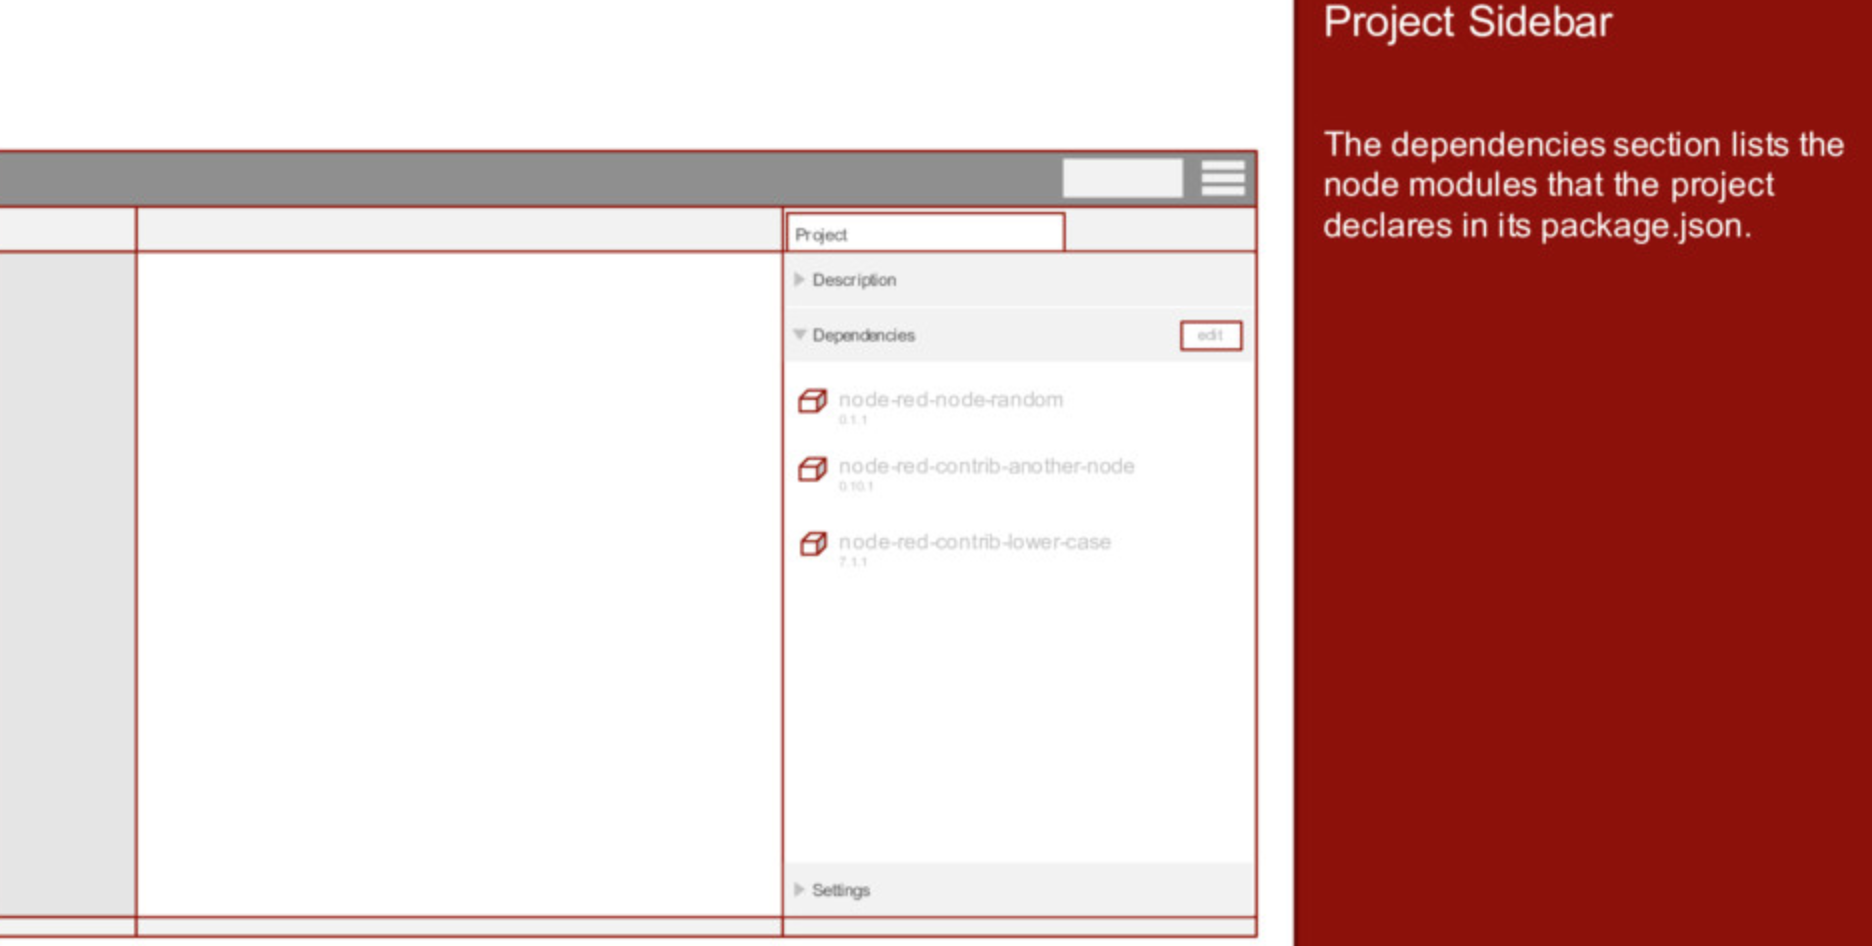 Project Sidebar
The dependencies section lists the
node modules that the project
declares in its package.json.
Project
Description
Dependencies
edit
node-red-node-random
0.1.1
node-red-contrib-another-node
0.10.1
node-red-contrib-lower-case
7.1.1
Settings